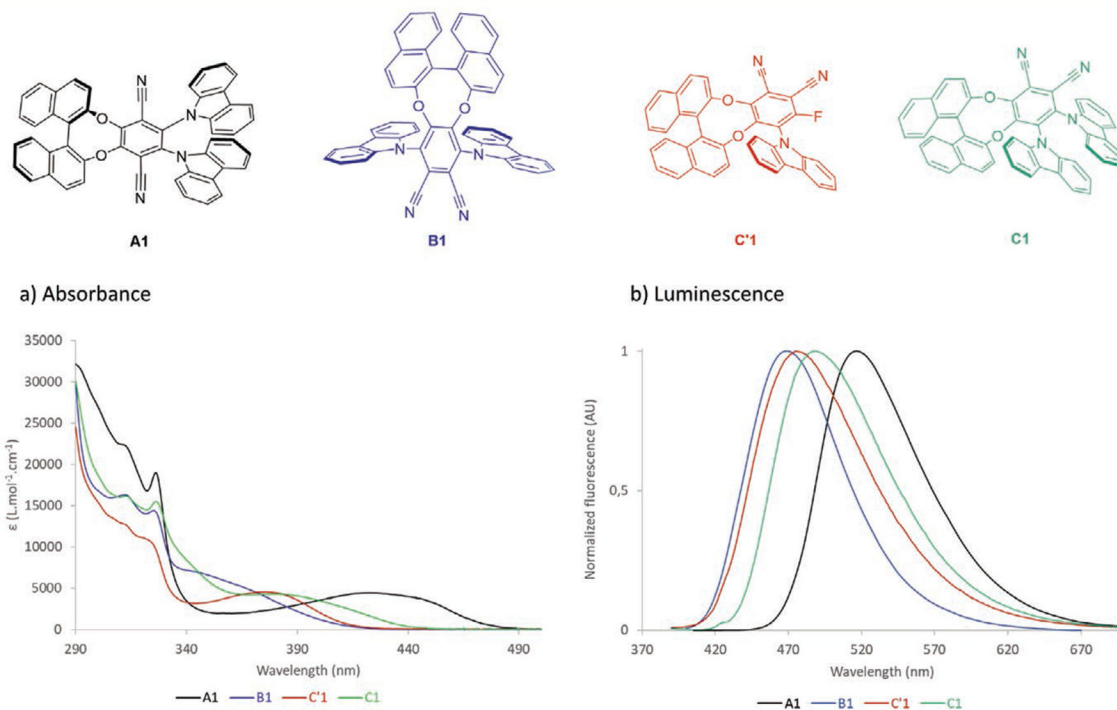 N
N
N
O
O
N
A1
O
O
N
N
N
N
B1
N
N
O
F
O
N
C'1
N
N
O
N
O
N
C1
a) Absorbance
b) Luminescence
35000
30000
25000
20000
15000
10000
5000
0
ε (L.mol⁻¹.cm⁻¹)
290 340 390 440 490
Wavelength (nm)
A1 B1 C'1 C1
1
0,5
0
Normalized fluorescence (AU)
370 420 470 520 570 620 670
Wavelength (nm)
A1 B1 C'1 C1